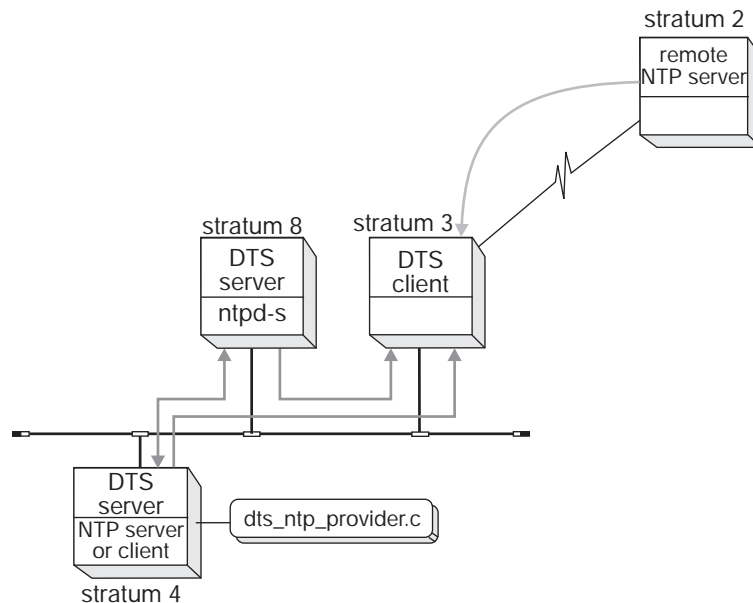 stratum 2
remote
NTP server
stratum 8
DTS
server
ntpd-s
stratum 3
DTS
client
DTS
server
NTP server
or client
stratum 4
dts_ntp_provider.c